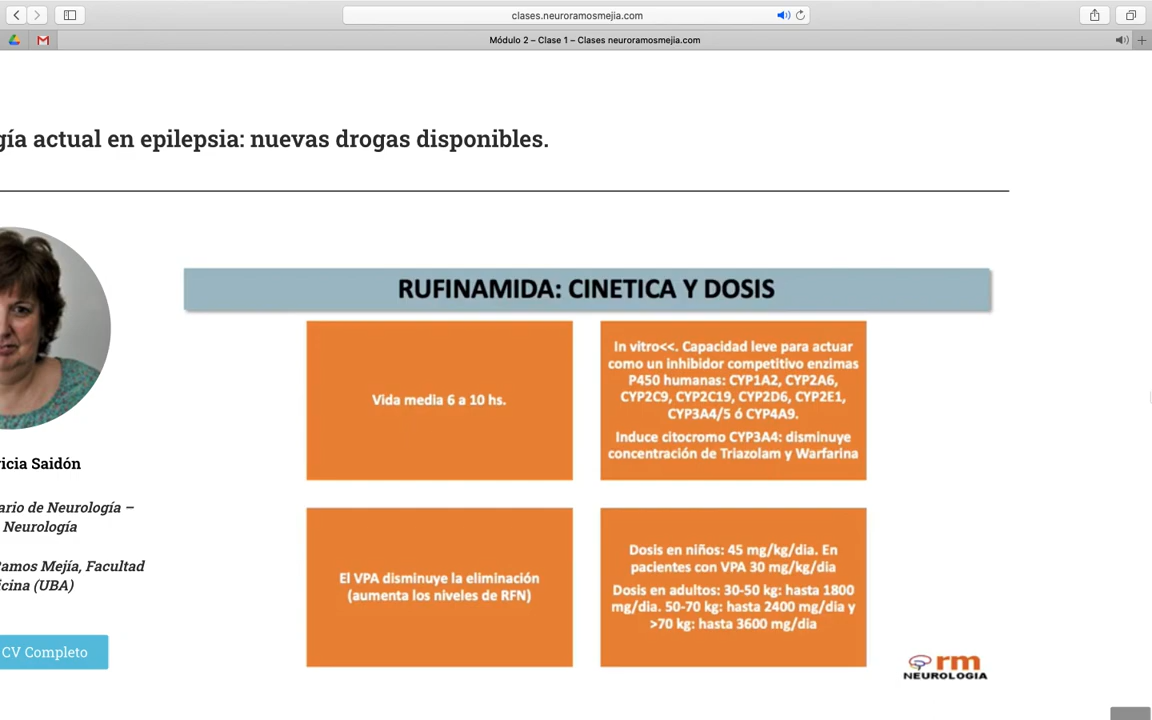 clases.neuroramosmejia.com
Módulo 2 – Clase 1 – Clases neuroramosmejia.com
gía actual en epilepsia: nuevas drogas disponibles.
RUFINAMIDA: CINETICA Y DOSIS
Vida media 6 a 10 hs.
In vitro<<. Capacidad leve para actuar
como un inhibidor competitivo enzimas
P450 humanas: CYP1A2, CYP2A6,
CYP2C9, CYP2C19, CYP2D6, CYP2E1,
CYP3A4/5 ó CYP4A9.
Induce citocromo CYP3A4: disminuye
concentración de Triazolam y Warfarina
El VPA disminuye la eliminación
(aumenta los niveles de RFN)
Dosis en niños: 45 mg/kg/dia. En
pacientes con VPA 30 mg/kg/dia
Dosis en adultos: 30-50 kg: hasta 1800
mg/dia. 50-70 kg: hasta 2400 mg/dia y
>70 kg: hasta 3600 mg/dia
icia Saidón
ario de Neurología –
Neurología
Ramos Mejía, Facultad
icina (UBA)
CV Completo
rm
NEUROLOGIA